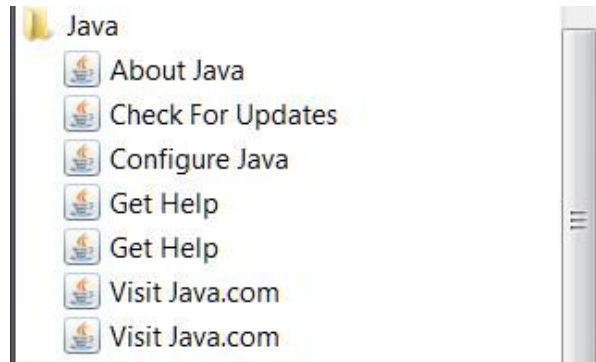 Java
About Java
Check For Updates
Configure Java
Get Help
Get Help
Visit Java.com
Visit Java.com